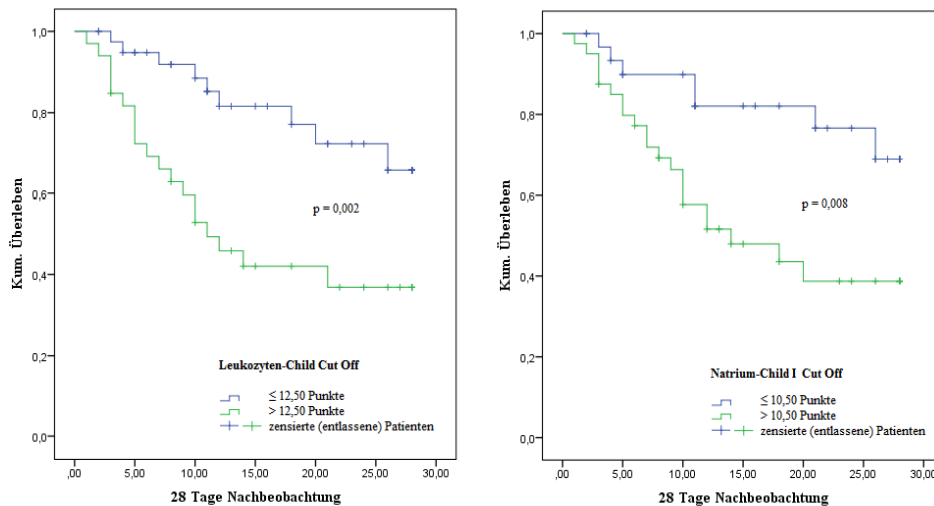 Kum. Überleben
1,0
0,8
0,6
0,4
0,2
0,0
p = 0,002
Leukozyten-Child Cut Off
≤ 12,50 Punkte
> 12,50 Punkte
zensierte (entlassene) Patienten
,00 5,00 10,00 15,00 20,00 25,00 30,00
28 Tage Nachbeobachtung
Kum. Überleben
1,0
0,8
0,6
0,4
0,2
0,0
p = 0,008
Natrium-Child I Cut Off
≤ 10,50 Punkte
> 10,50 Punkte
zensierte (entlassene) Patienten
,00 5,00 10,00 15,00 20,00 25,00 30,00
28 Tage Nachbeobachtung